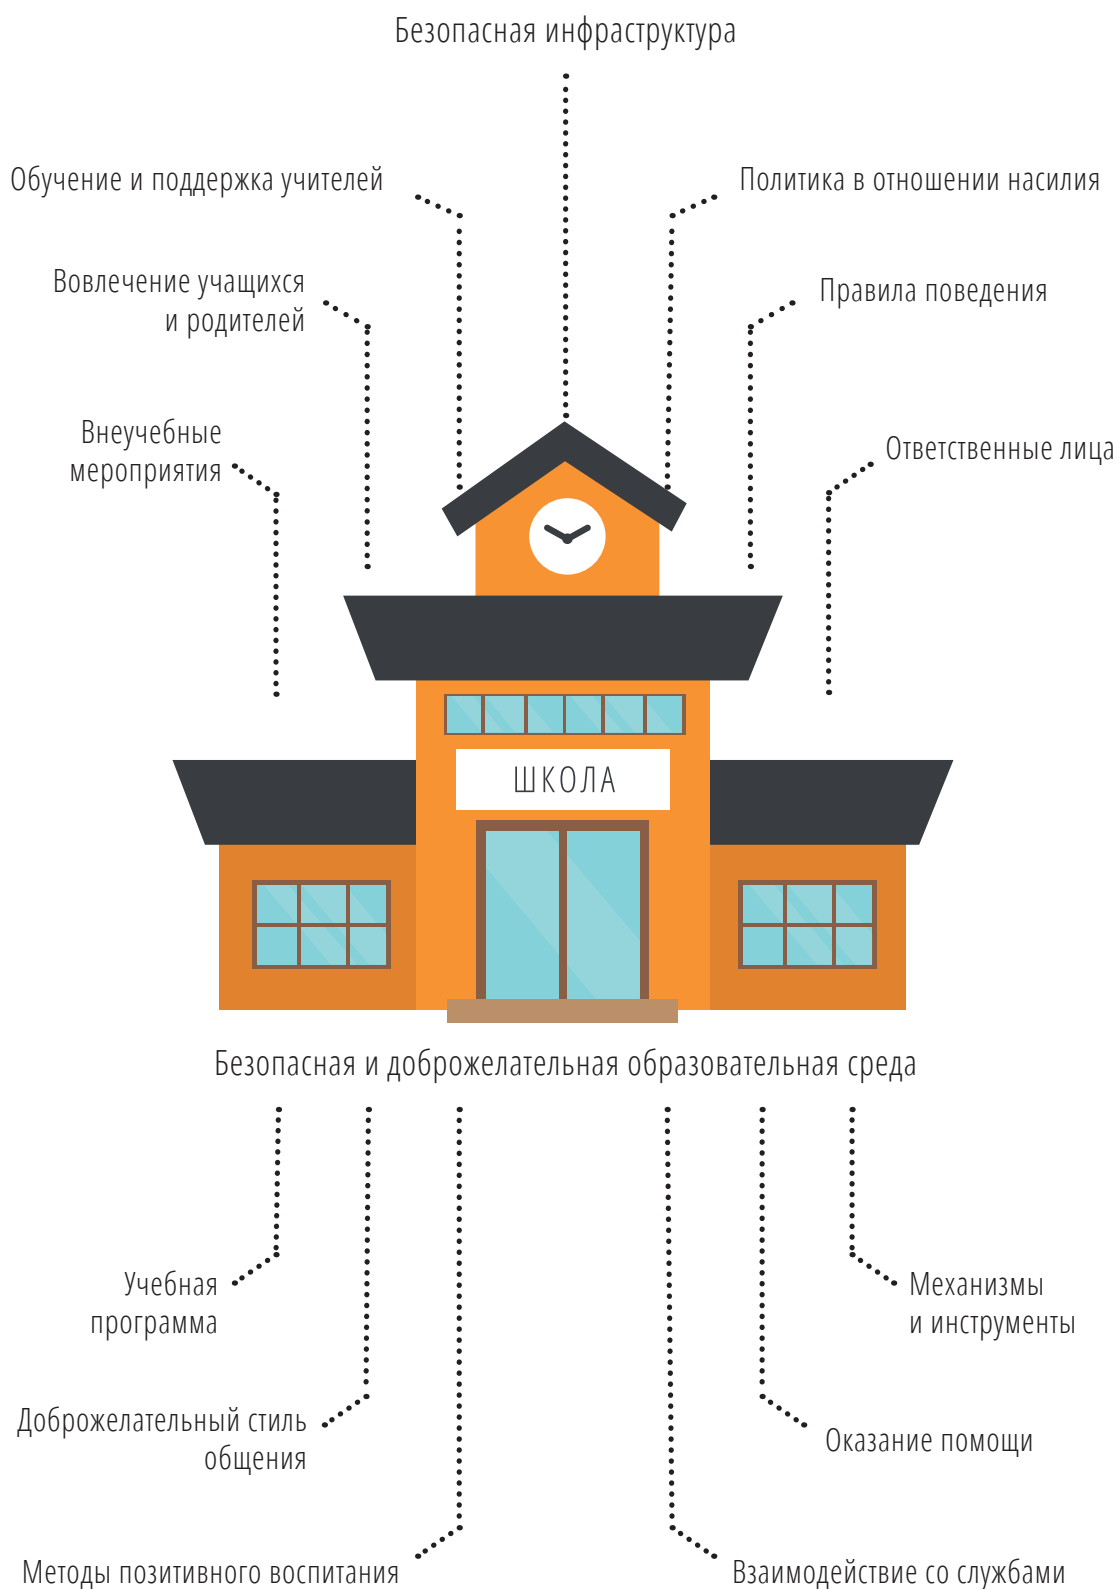 Безопасная инфраструктура
Обучение и поддержка учителей
Политика в отношении насилия
Вовлечение учащихся
и родителей
Правила поведения
Внеучебные
мероприятия
Ответственные лица
ШКОЛА
Безопасная и доброжелательная образовательная среда
Учебная
программа
Механизмы
и инструменты
Доброжелательный стиль
общения
Оказание помощи
Методы позитивного воспитания
Взаимодействие со службами